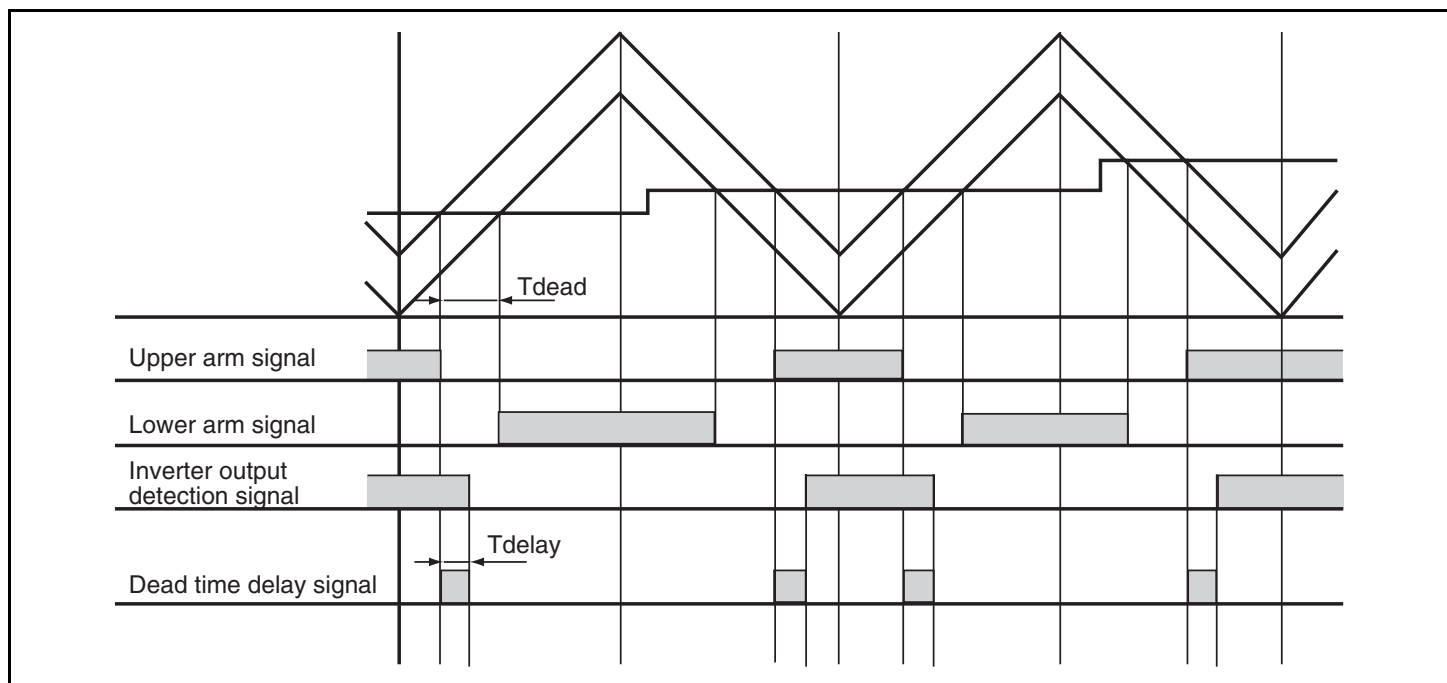 Tdead
Upper arm signal
Lower arm signal
Inverter output
detection signal
Tdelay
Dead time delay signal